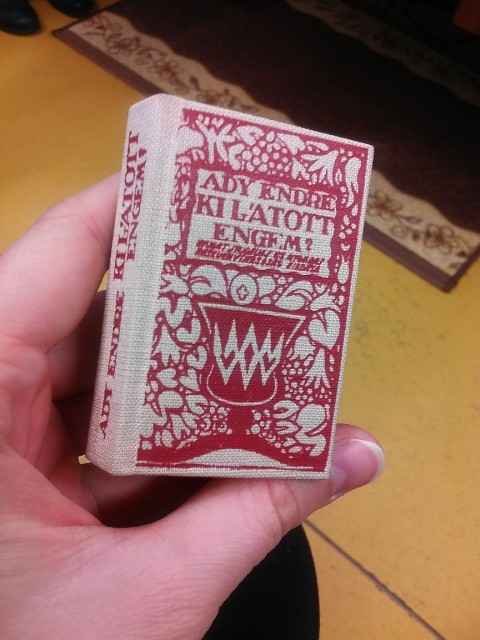 ADY ENDRE
KI LÁTOTT
ENGEM?
ADY ENDRE KI LÁTOTT
ENGEM?